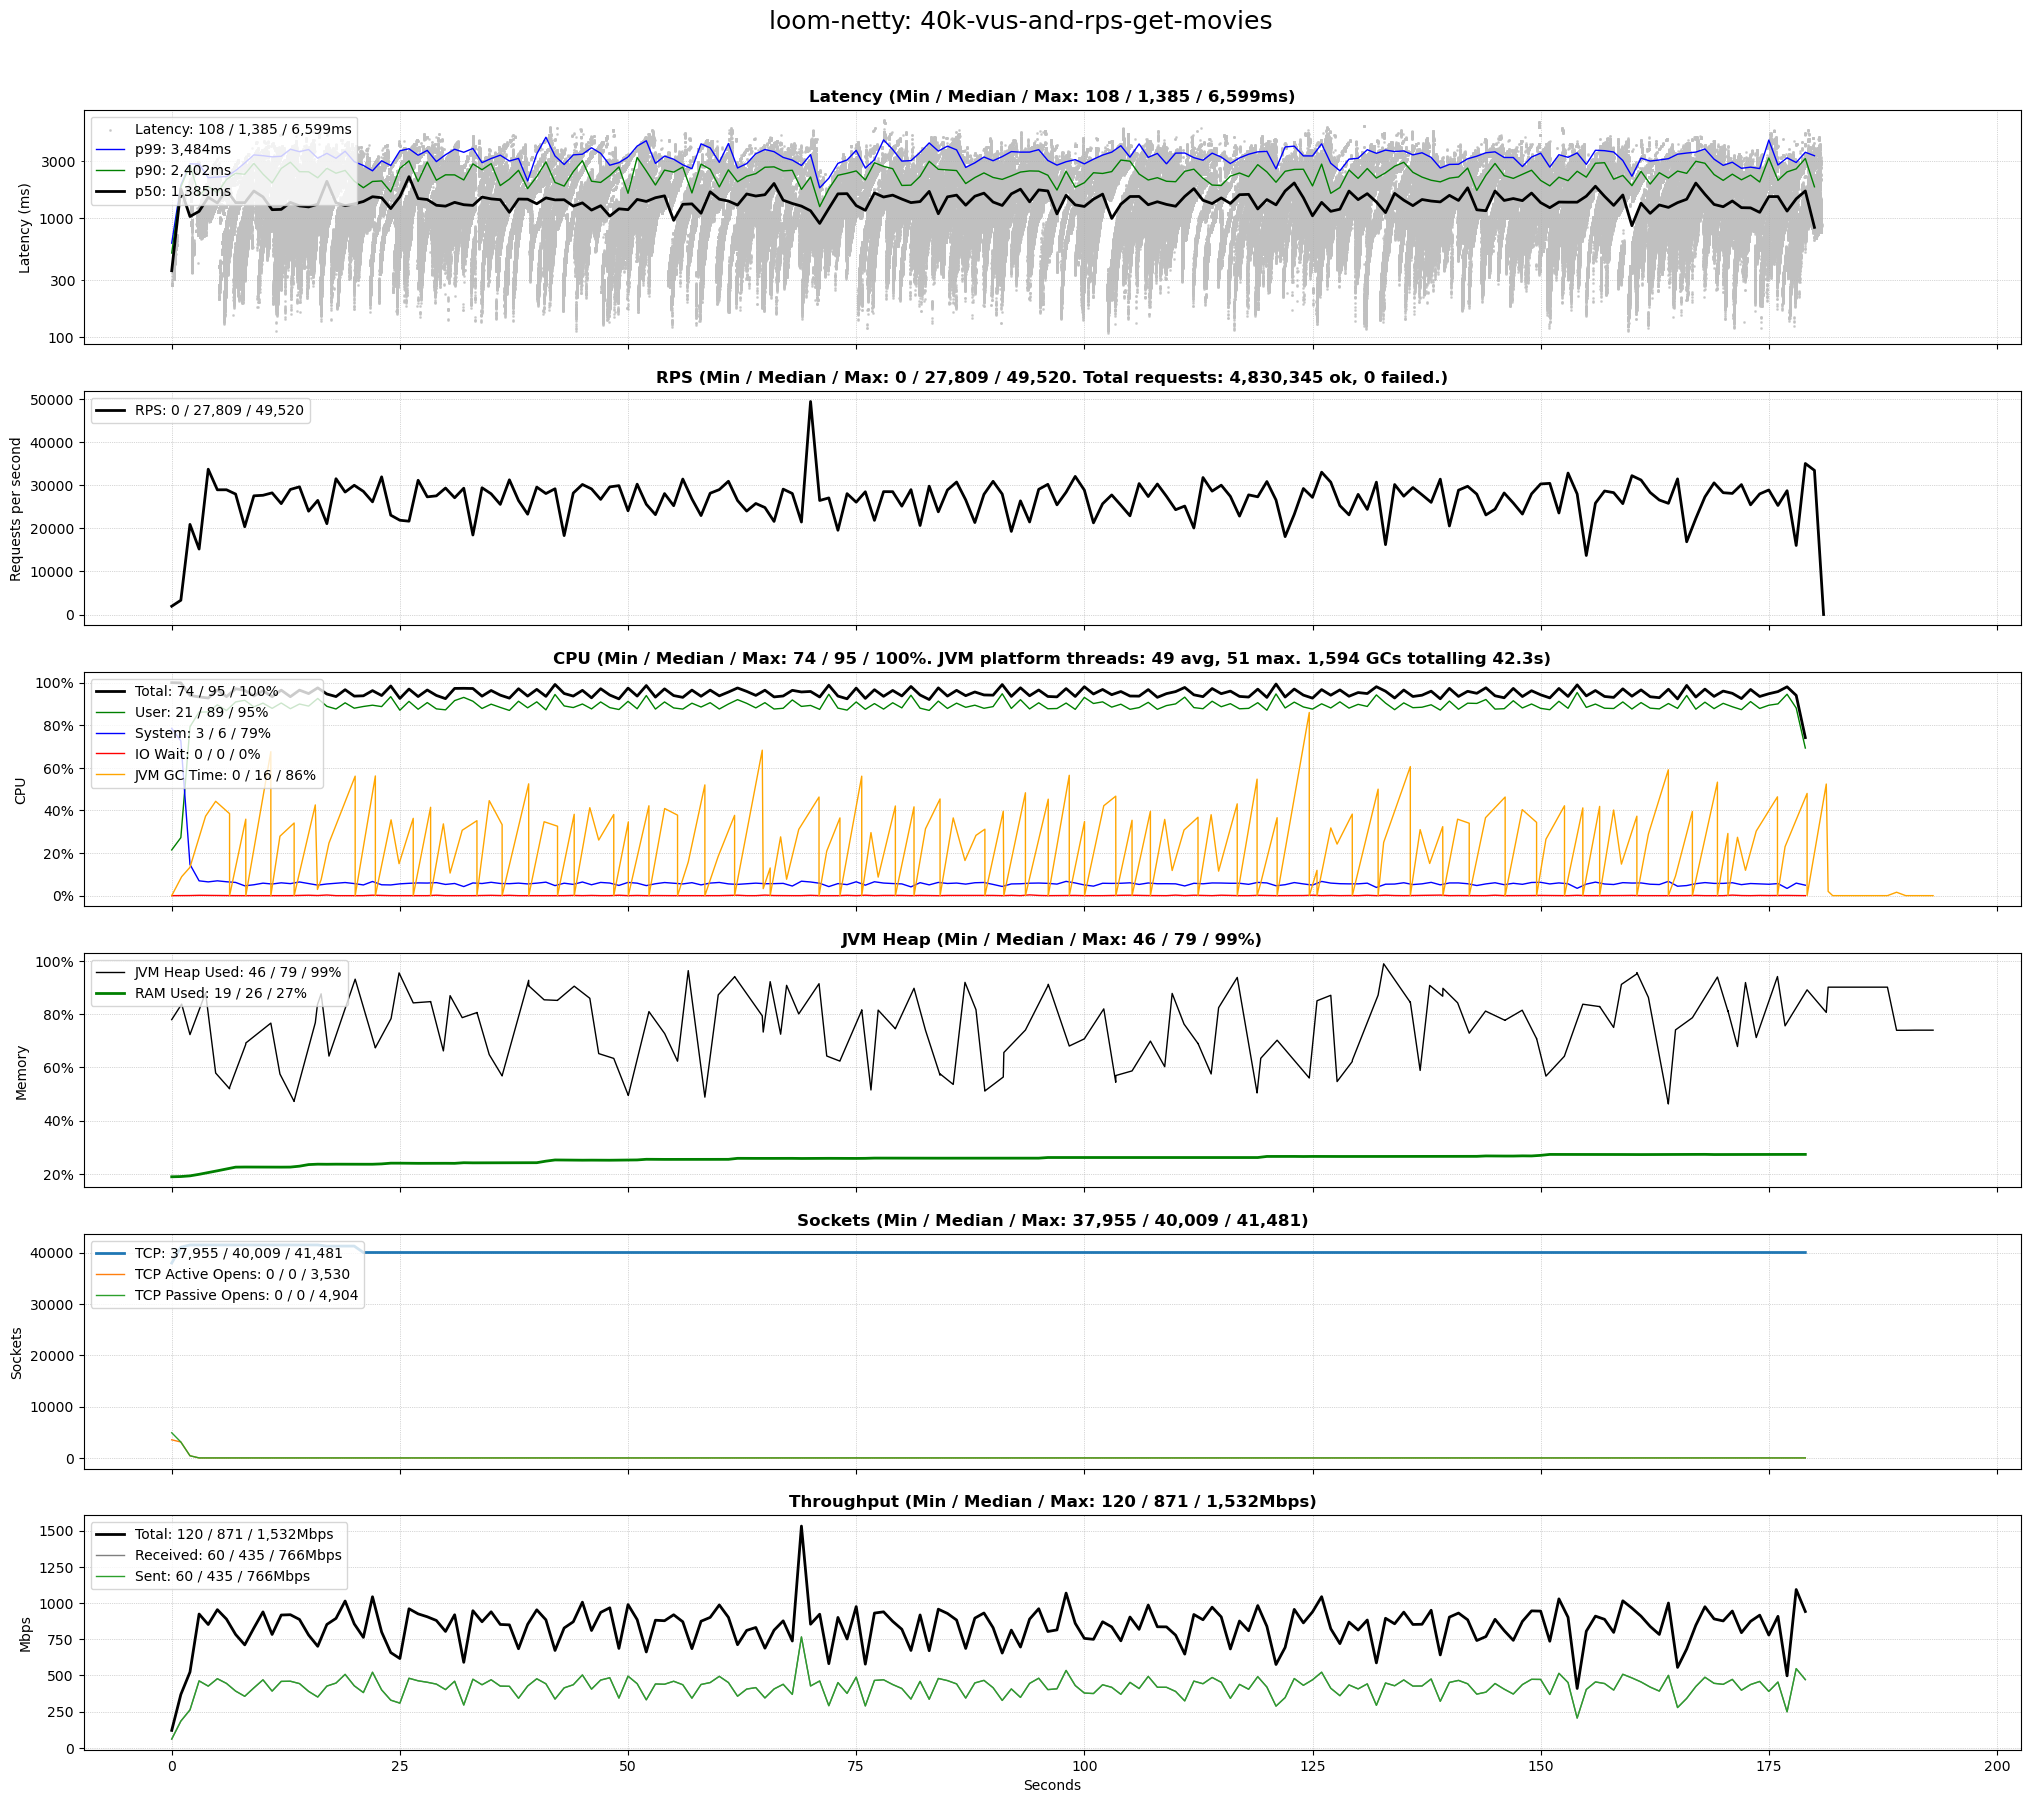 loom-netty: 40k-vus-and-rps-get-movies
Latency (Min / Median / Max: 108 / 1,385 / 6,599ms)
Latency: 108 / 1,385 / 6,599ms
p99: 3,484ms
p90: 2,402ms
p50: 1,385ms
Latency (ms)
3000
1000
300
100
RPS (Min / Median / Max: 0 / 27,809 / 49,520. Total requests: 4,830,345 ok, 0 failed.)
RPS: 0 / 27,809 / 49,520
Requests per second
50000
40000
30000
20000
10000
0
CPU (Min / Median / Max: 74 / 95 / 100%. JVM platform threads: 49 avg, 51 max. 1,594 GCs totalling 42.3s)
Total: 74 / 95 / 100%
User: 21 / 89 / 95%
System: 3 / 6 / 79%
IO Wait: 0 / 0 / 0%
JVM GC Time: 0 / 16 / 86%
CPU
100%
80%
60%
40%
20%
0%
JVM Heap (Min / Median / Max: 46 / 79 / 99%)
JVM Heap Used: 46 / 79 / 99%
RAM Used: 19 / 26 / 27%
Memory
100%
80%
60%
40%
20%
Sockets (Min / Median / Max: 37,955 / 40,009 / 41,481)
TCP: 37,955 / 40,009 / 41,481
TCP Active Opens: 0 / 0 / 3,530
TCP Passive Opens: 0 / 0 / 4,904
Sockets
40000
30000
20000
10000
0
Throughput (Min / Median / Max: 120 / 871 / 1,532Mbps)
Total: 120 / 871 / 1,532Mbps
Received: 60 / 435 / 766Mbps
Sent: 60 / 435 / 766Mbps
Mbps
1500
1250
1000
750
500
250
0
0 25 50 75 100 125 150 175 200
Seconds